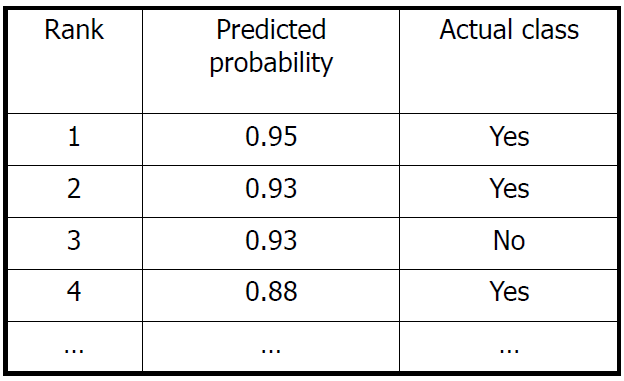 Rank Predicted probability Actual class
1 0.95 Yes
2 0.93 Yes
3 0.93 No
4 0.88 Yes
... ... ...